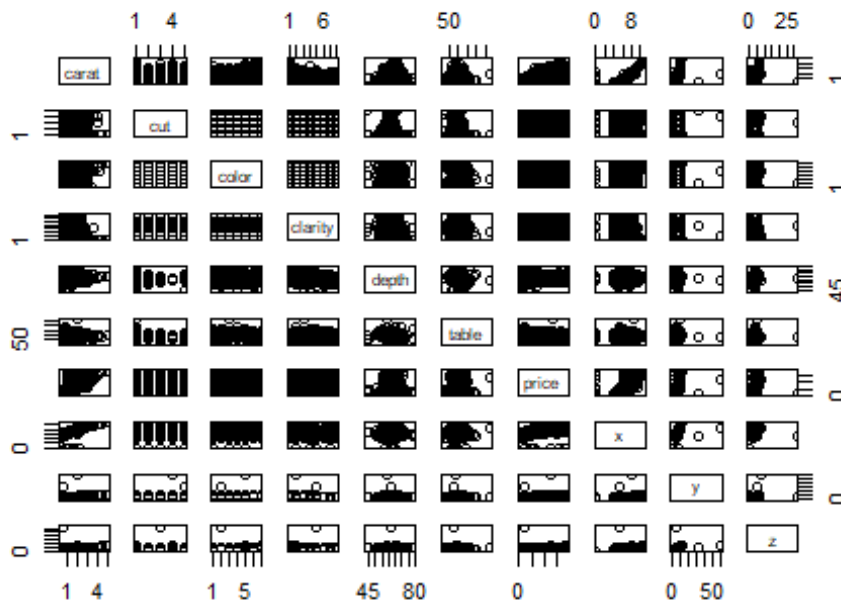 1 4 1 6 50 0 8 0 25
carat 1
1 cut
color 1
1 clarity
depth 45
50 table
price 0
0 x
y 0
0 z
1 4 1 5 45 80 0 0 50